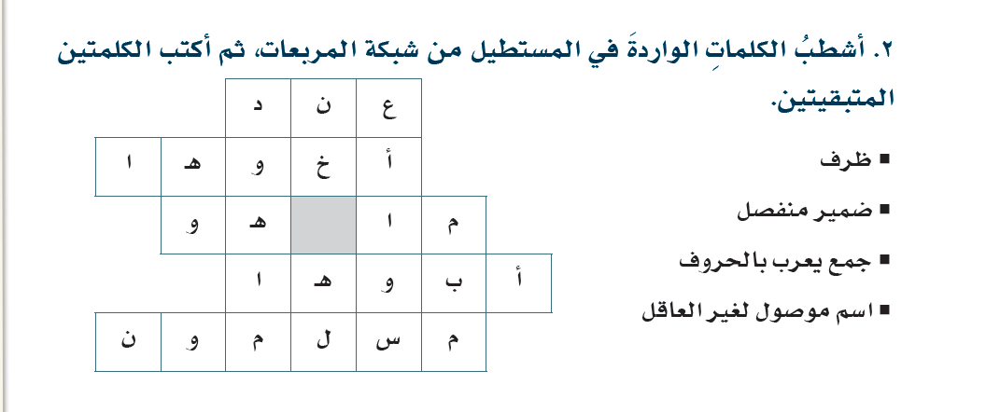 ٢. أشطبُ الكلماتِ الواردةَ في المستطيل من شبكة المربعات، ثم أكتب الكلمتين
المتبقيتين.
■ ظرف
■ ضمير منفصل
■ جمع يعرب بالحروف
■ اسم موصول لغير العاقل
ع ن د
أ خ و هـ ا
م ا هـ و
أ ب و هـ ا
م س ل م و ن